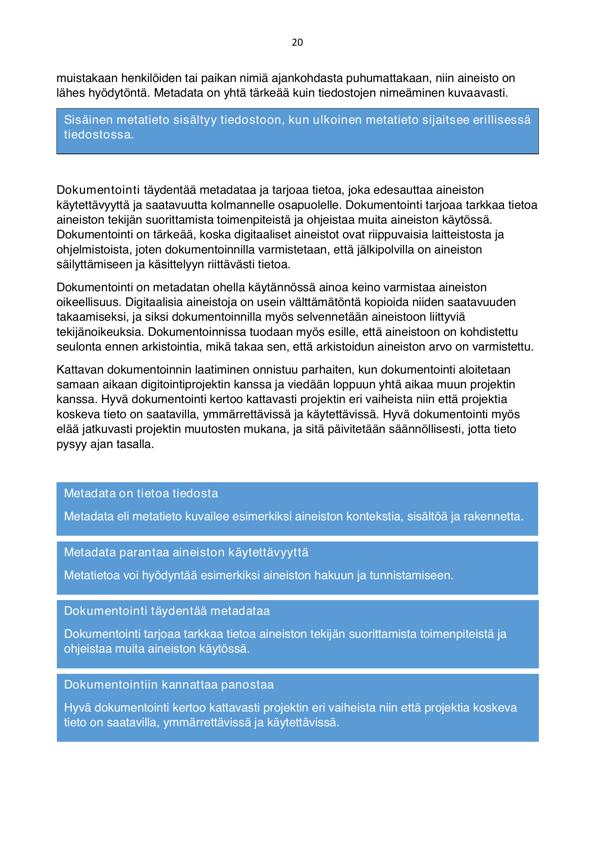 20
muistakaan henkilöiden tai paikan nimiä ajankohdasta puhumattakaan, niin aineisto on
lähes hyödytöntä. Metadata on yhtä tärkeää kuin tiedostojen nimeäminen kuvaavasti.
Sisäinen metatieto sisältyy tiedostoon, kun ulkoinen metatieto sijaitsee erillisessä
tiedostossa.
Dokumentointi täydentää metadataa ja tarjoaa tietoa, joka edesauttaa aineiston
käytettävyyttä ja saatavuutta kolmannelle osapuolelle. Dokumentointi tarjoaa tarkkaa tietoa
aineiston tekijän suorittamista toimenpiteistä ja ohjeistaa muita aineiston käytössä.
Dokumentointi on tärkeää, koska digitaaliset aineistot ovat riippuvaisia laitteistosta ja
ohjelmistoista, joten dokumentoinnilla varmistetaan, että jälkipolvilla on aineiston
säilyttämiseen ja käsittelyyn riittävästi tietoa.
Dokumentointi on metadatan ohella käytännössä ainoa keino varmistaa aineiston
oikeellisuus. Digitaalisia aineistoja on usein välttämätöntä kopioida niiden saatavuuden
takaamiseksi, ja siksi dokumentoinnilla myös selvennetään aineistoon liittyviä
tekijänoikeuksia. Dokumentoinnissa tuodaan myös esille, että aineistoon on kohdistettu
seulonta ennen arkistointia, mikä takaa sen, että arkistoidun aineiston arvo on varmistettu.
Kattavan dokumentoinnin laatiminen onnistuu parhaiten, kun dokumentointi aloitetaan
samaan aikaan digitointiprojektin kanssa ja viedään loppuun yhtä aikaa muun projektin
kanssa. Hyvä dokumentointi kertoo kattavasti projektin eri vaiheista niin että projektia
koskeva tieto on saatavilla, ymmärrettävissä ja käytettävissä. Hyvä dokumentointi myös
elää jatkuvasti projektin muutosten mukana, ja sitä päivitetään säännöllisesti, jotta tieto
pysyy ajan tasalla.
Metadata on tietoa tiedosta
Metadata eli metatieto kuvailee esimerkiksi aineiston kontekstia, sisältöä ja rakennetta.
Metadata parantaa aineiston käytettävyyttä
Metatietoa voi hyödyntää esimerkiksi aineiston hakuun ja tunnistamiseen.
Dokumentointi täydentää metadataa
Dokumentointi tarjoaa tarkkaa tietoa aineiston tekijän suorittamista toimenpiteistä ja
ohjeistaa muita aineiston käytössä.
Dokumentointiin kannattaa panostaa
Hyvä dokumentointi kertoo kattavasti projektin eri vaiheista niin että projektia koskeva
tieto on saatavilla, ymmärrettävissä ja käytettävissä.